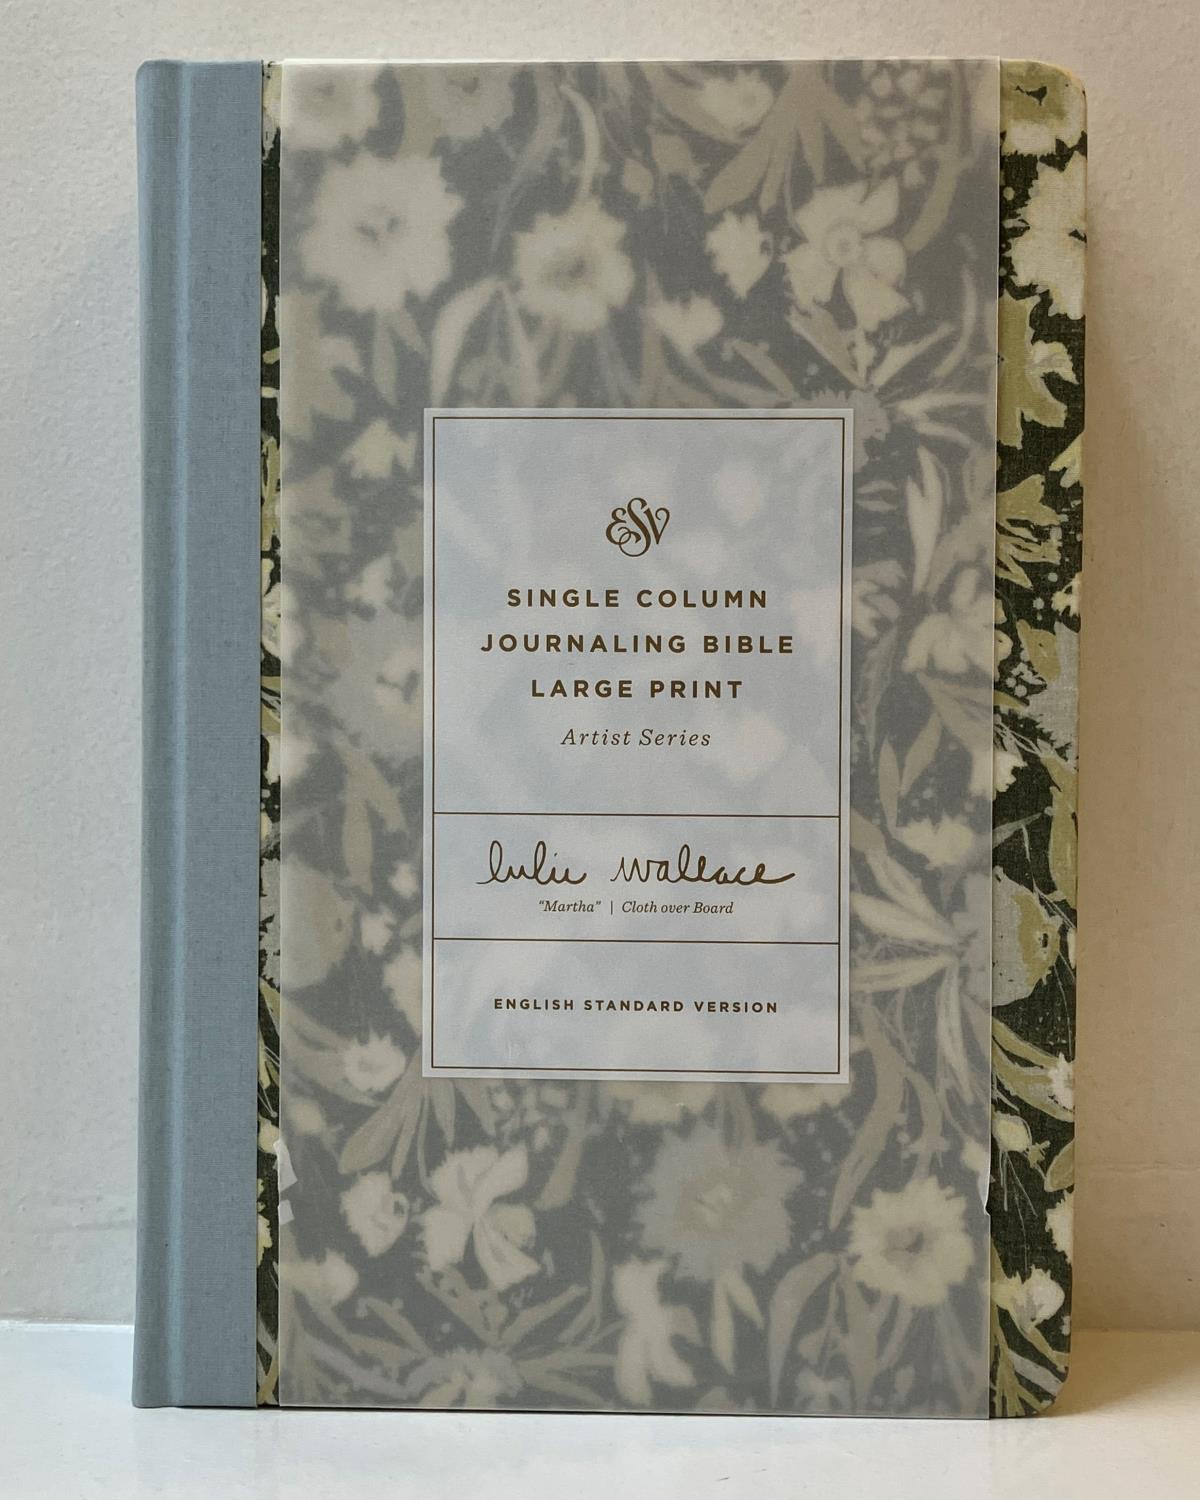 ESV
SINGLE COLUMN
JOURNALING BIBLE
LARGE PRINT
Artist Series
lulie wallace
“Martha” | Cloth over Board
ENGLISH STANDARD VERSION